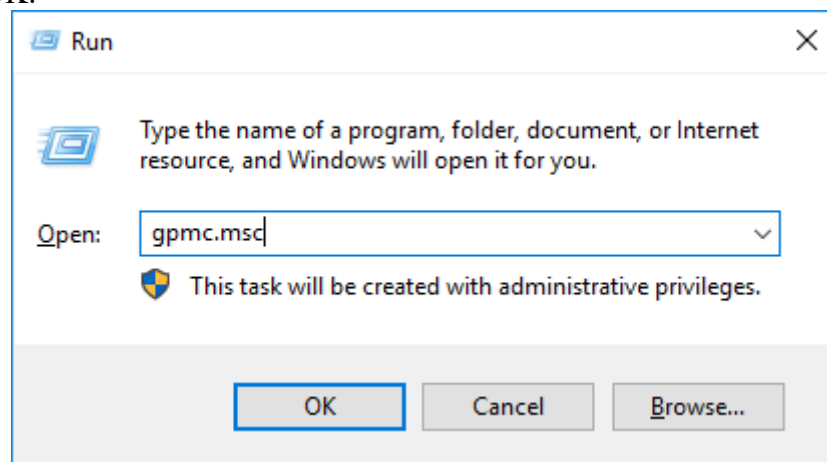 Run
Type the name of a program, folder, document, or Internet
resource, and Windows will open it for you.
Open: gpmc.msc
This task will be created with administrative privileges.
OK Cancel Browse...